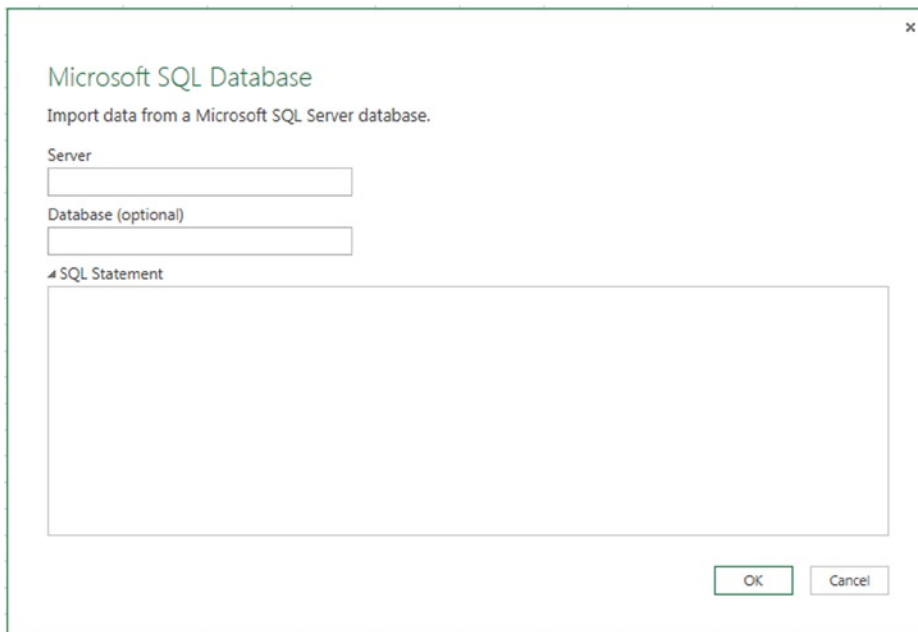 Microsoft SQL Database
Import data from a Microsoft SQL Server database.
Server
Database (optional)
SQL Statement
OK
Cancel